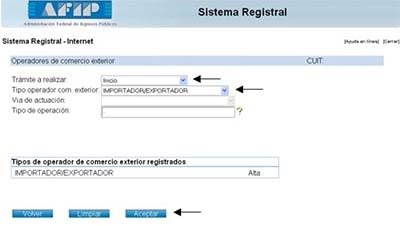 AFIP
Administración Federal de Ingresos Públicos
Sistema Registral
Sistema Registral - Internet
[Ayuda en línea] [Cerrar]
Operadores de comercio exterior CUIT:
Trámite a realizar: Inicio
Tipo operador com. exterior: IMPORTADOR/EXPORTADOR
Via de actuación:
Tipo de operación: ?
Tipos de operador de comercio exterior registrados
IMPORTADOR/EXPORTADOR Alta
Volver Limpiar Aceptar